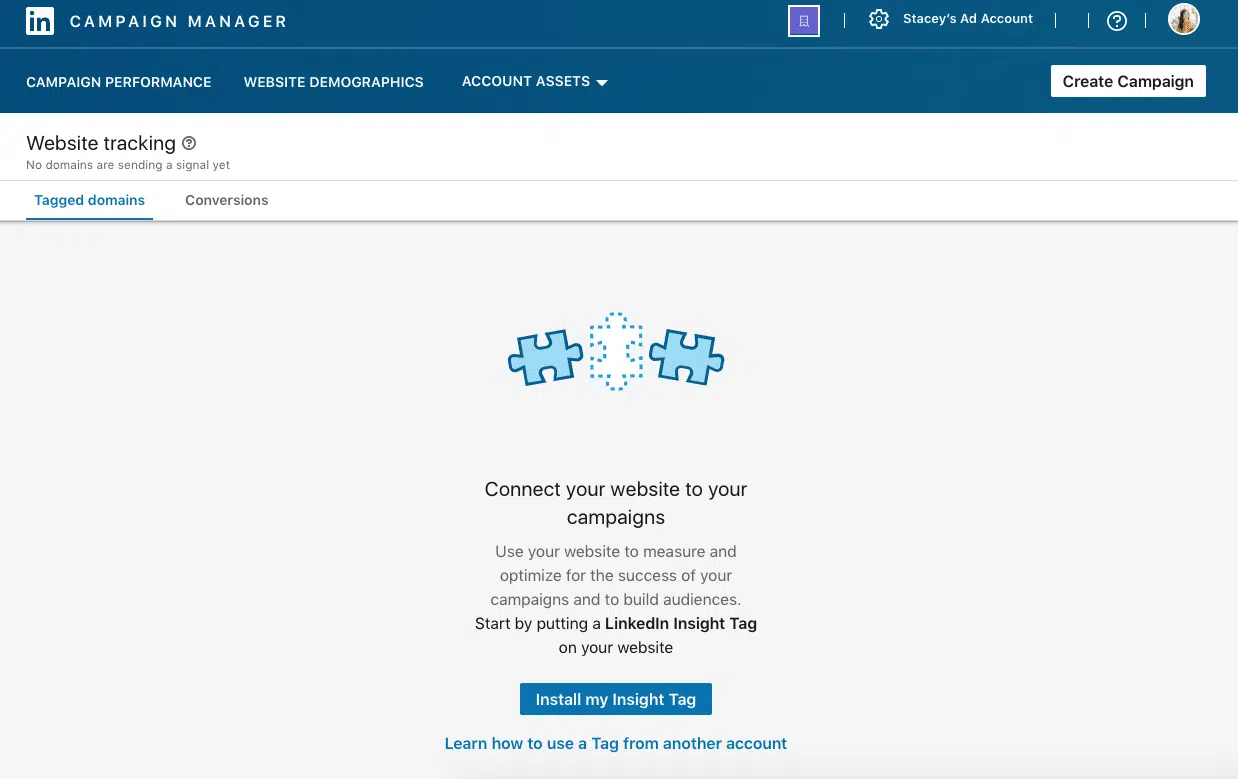 in CAMPAIGN MANAGER
Stacey's Ad Account
CAMPAIGN PERFORMANCE
WEBSITE DEMOGRAPHICS
ACCOUNT ASSETS
Create Campaign
Website tracking
No domains are sending a signal yet
Tagged domains
Conversions
Connect your website to your
campaigns
Use your website to measure and
optimize for the success of your
campaigns and to build audiences.
Start by putting a LinkedIn Insight Tag
on your website
Install my Insight Tag
Learn how to use a Tag from another account